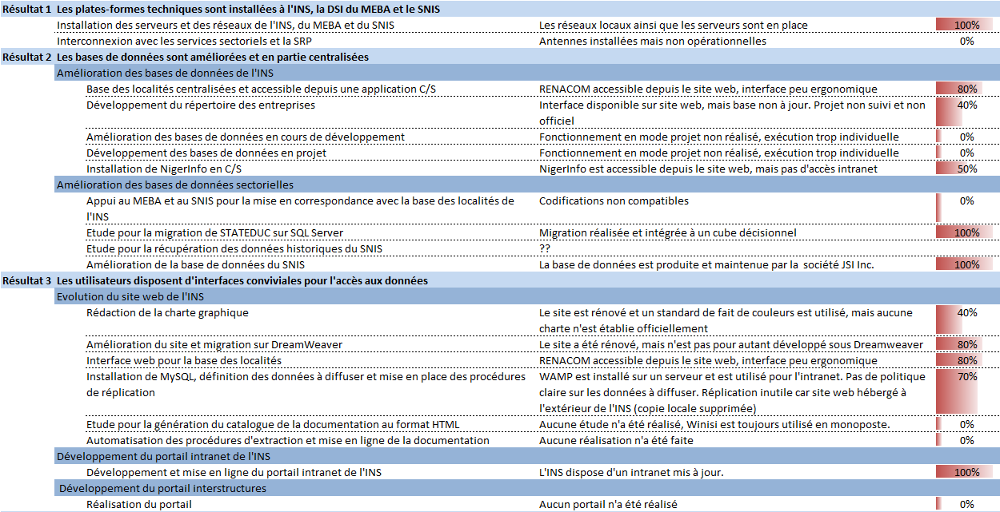 Résultat 1 Les plates-formes techniques sont installées à l'INS, la DSI du MEBA et le SNIS
Installation des serveurs et des réseaux de l'INS, du MEBA et du SNIS Les réseaux locaux ainsi que les serveurs sont en place 100%
Interconnexion avec les services sectoriels et la SRP Antennes installées mais non opérationnelles 0%
Résultat 2 Les bases de données sont améliorées et en partie centralisées
Amélioration des bases de données de l'INS
Base des localités centralisées et accessible depuis une application C/S RENACOM accessible depuis le site web, interface peu ergonomique 80%
Développement du répertoire des entreprises Interface disponible sur site web, mais base non à jour. Projet non suivi et non 40%
officiel
Amélioration des bases de données en cours de développement Fonctionnement en mode projet non réalisé, exécution trop individuelle 0%
Développement des bases de données en projet Fonctionnement en mode projet non réalisé, exécution trop individuelle 0%
Installation de NigerInfo en C/S NigerInfo est accessible depuis le site web, mais pas d'accès intranet 50%
Amélioration des bases de données sectorielles
Appui au MEBA et au SNIS pour la mise en correspondance avec la base des localités de Codifications non compatibles 0%
l'INS
Etude pour la migration de STATEDUC sur SQL Server Migration réalisée et intégrée à un cube décisionnel 100%
Etude pour la récupération des données historiques du SNIS ??
Amélioration de la base de données du SNIS La base de données est produite et maintenue par la société JSI Inc. 100%
Résultat 3 Les utilisateurs disposent d'interfaces conviviales pour l'accès aux données
Evolution du site web de l'INS
Rédaction de la charte graphique Le site est rénové et un standard de fait de couleurs est utilisé, mais aucune 40%
charte n'est établie officiellement
Amélioration du site et migration sur DreamWeaver Le site a été rénové, mais n'est pas pour autant développé sous Dreamweaver 80%
Interface web pour la base des localités RENACOM accessible depuis le site web, interface peu ergonomique 80%
Installation de MySQL, définition des données à diffuser et mise en place des procédures WAMP est installé sur un serveur et est utilisé pour l'intranet. Pas de politique 70%
de réplication claire sur les données à diffuser. Réplication inutile car site web hébergé à
l'extérieur de l'INS (copie locale supprimée)
Etude pour la génération du catalogue de la documentation au format HTML Aucune étude n'a été réalisé, Winisi est toujours utilisé en monoposte. 0%
Automatisation des procédures d'extraction et mise en ligne de la documentation Aucune réalisation n'a été faite 0%
Développement du portail intranet de l'INS
Développement et mise en ligne du portail intranet de l'INS L'INS dispose d'un intranet mis à jour. 100%
Développement du portail interstructures
Réalisation du portail Aucun portail n'a été réalisé 0%